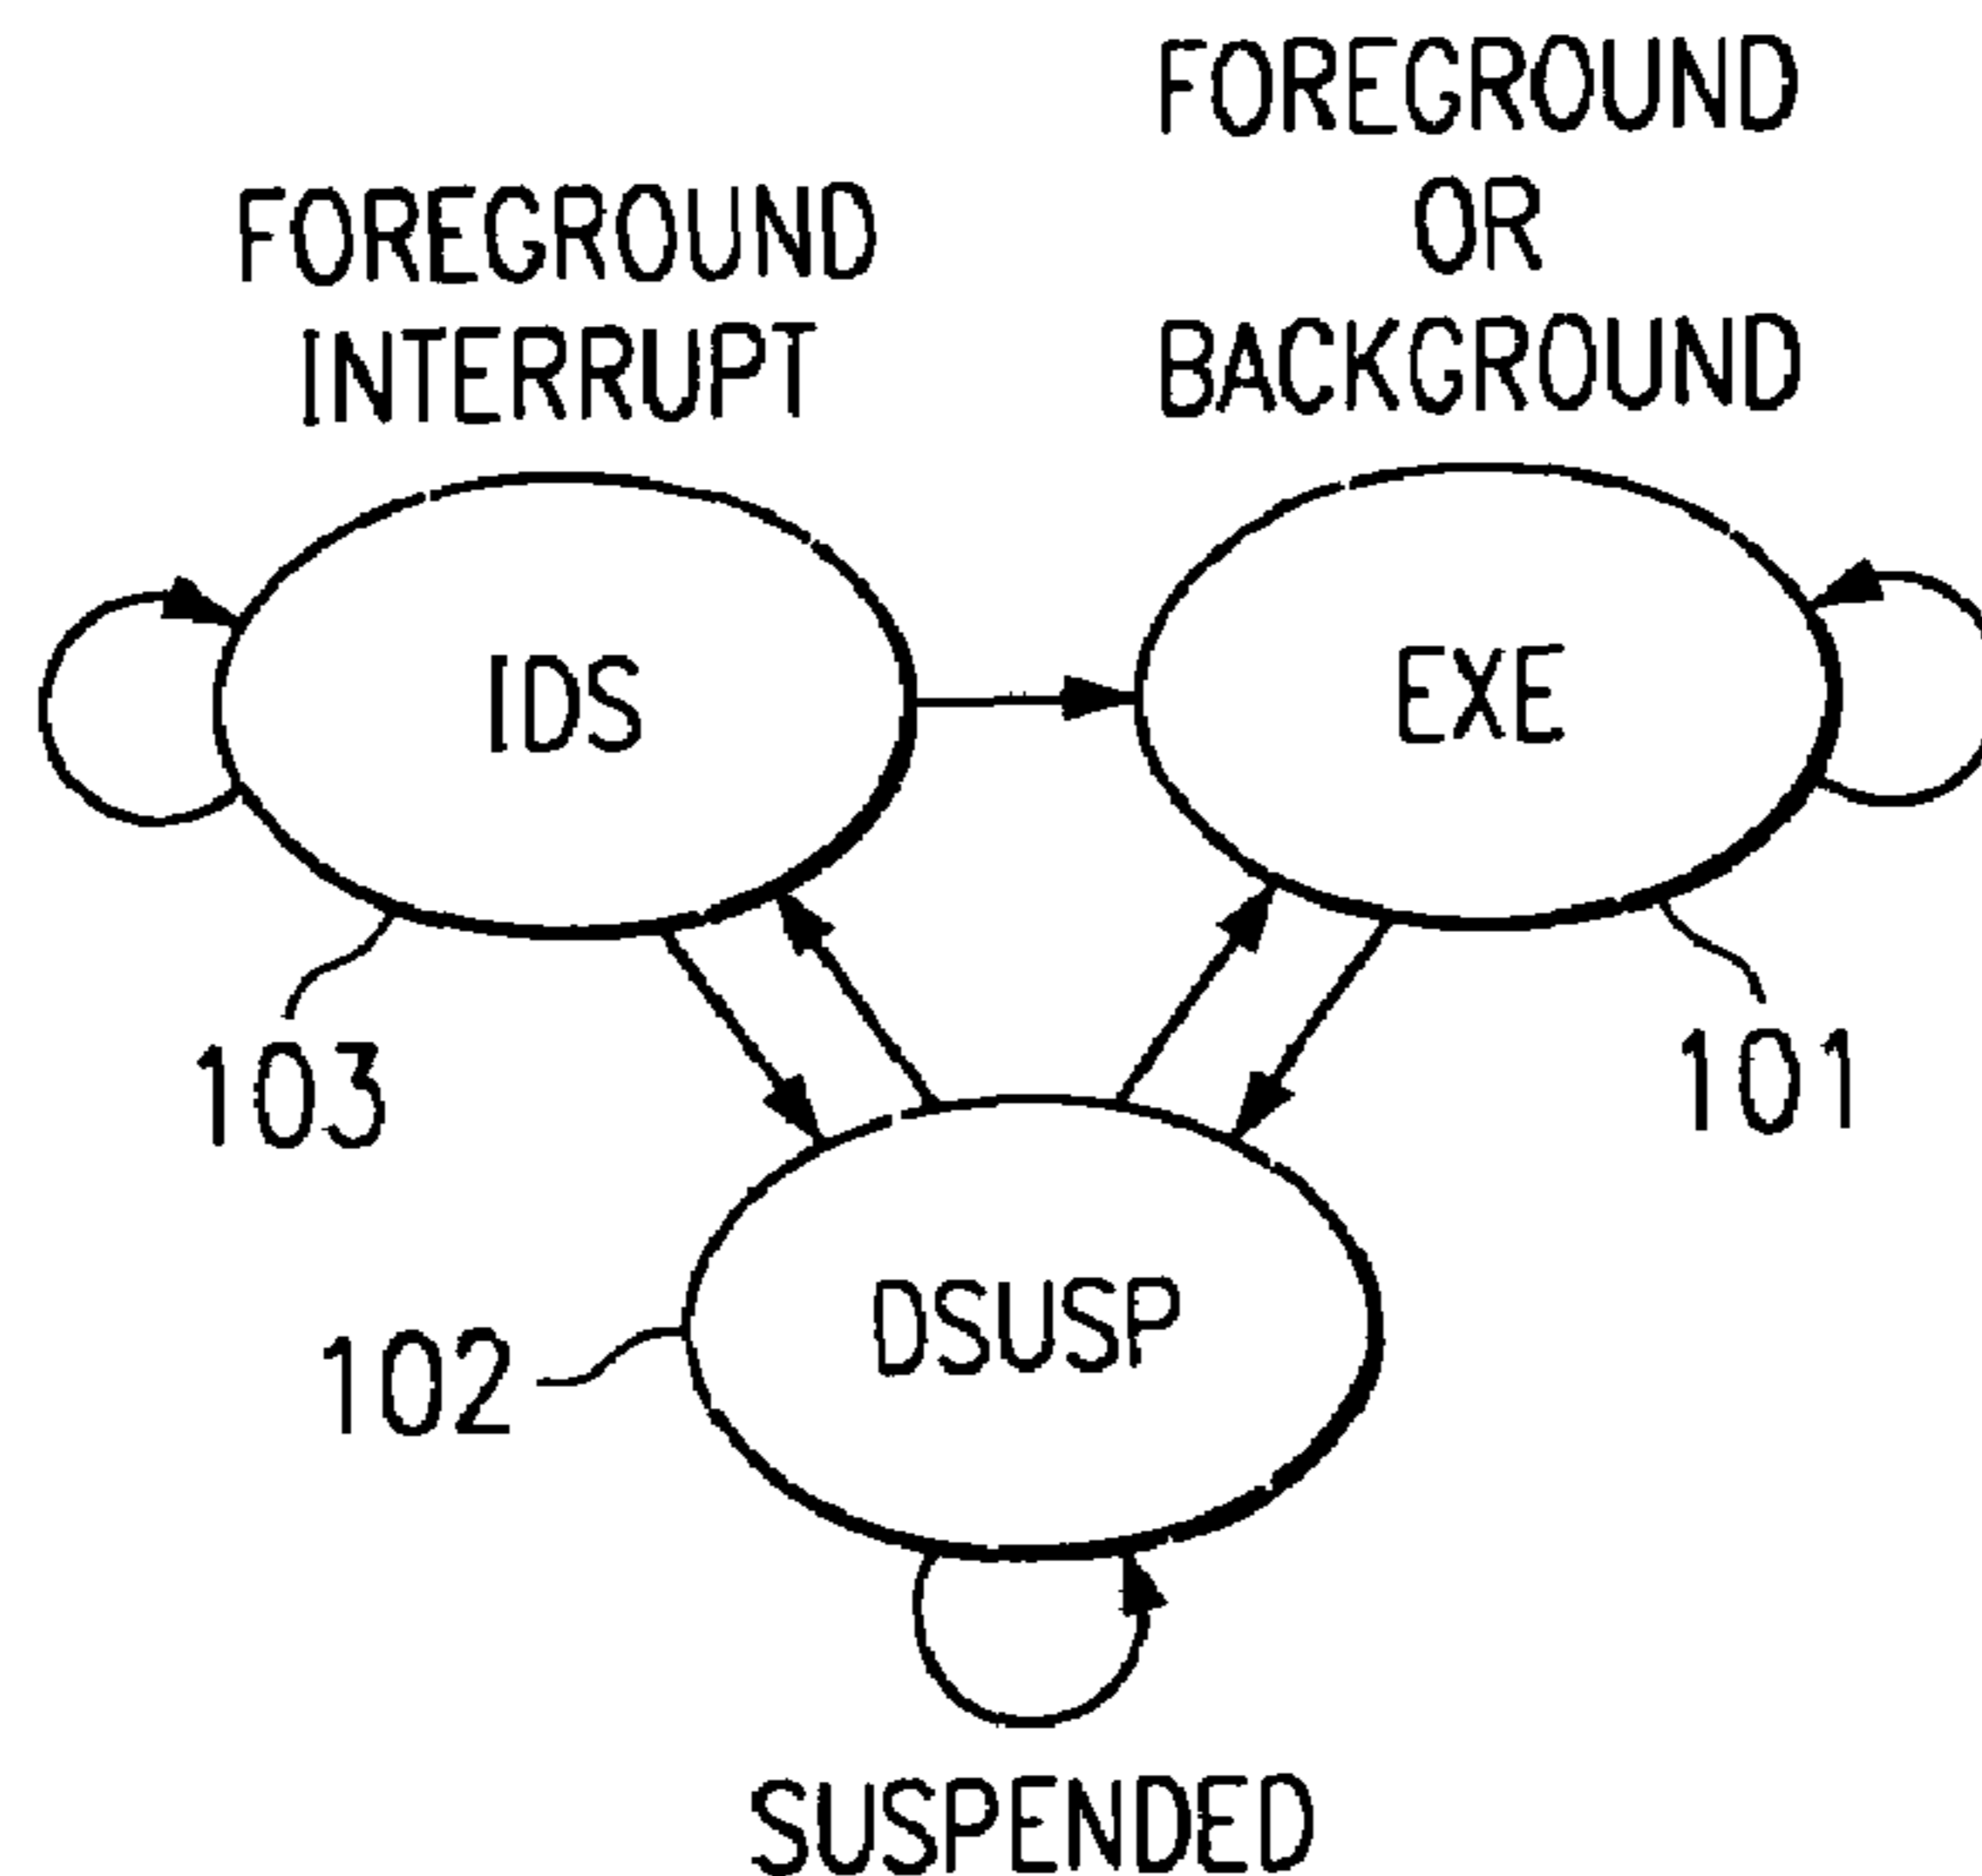 FOREGROUND
INTERRUPT
FOREGROUND
OR
BACKGROUND
IDS
EXE
103
101
DSUSP
102
SUSPENDED